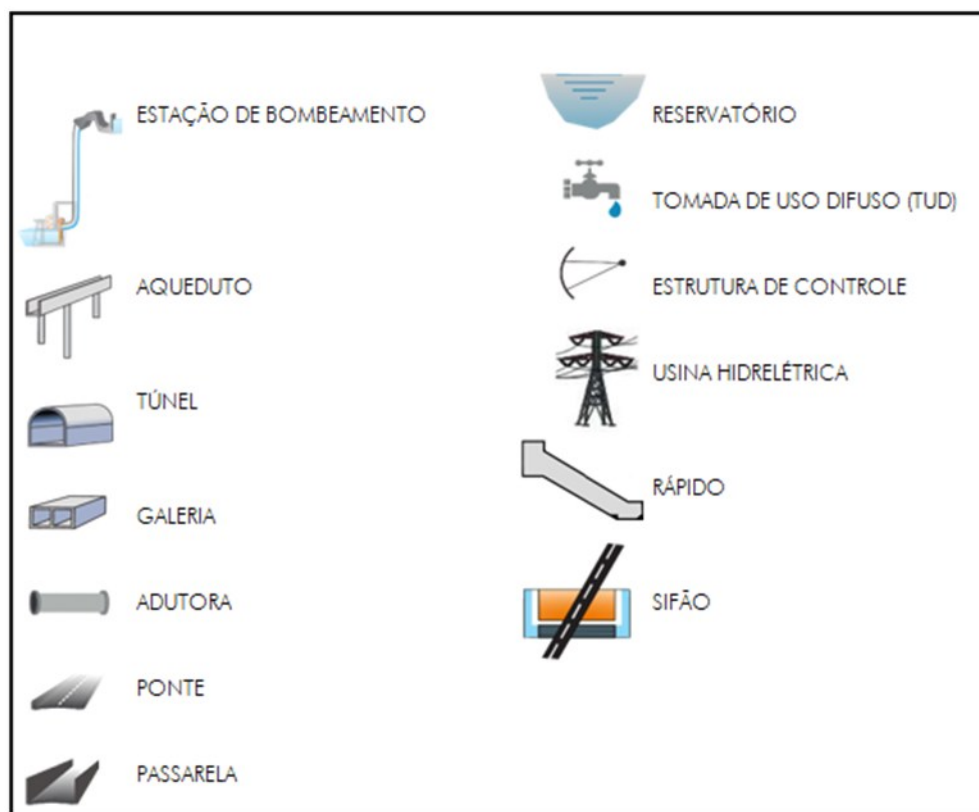 ESTAÇÃO DE BOMBEAMENTO
AQUEDUTO
TÚNEL
GALERIA
ADUTORA
PONTE
PASSARELA
RESERVATÓRIO
TOMADA DE USO DIFUSO (TUD)
ESTRUTURA DE CONTROLE
USINA HIDRELÉTRICA
RÁPIDO
SIFÃO